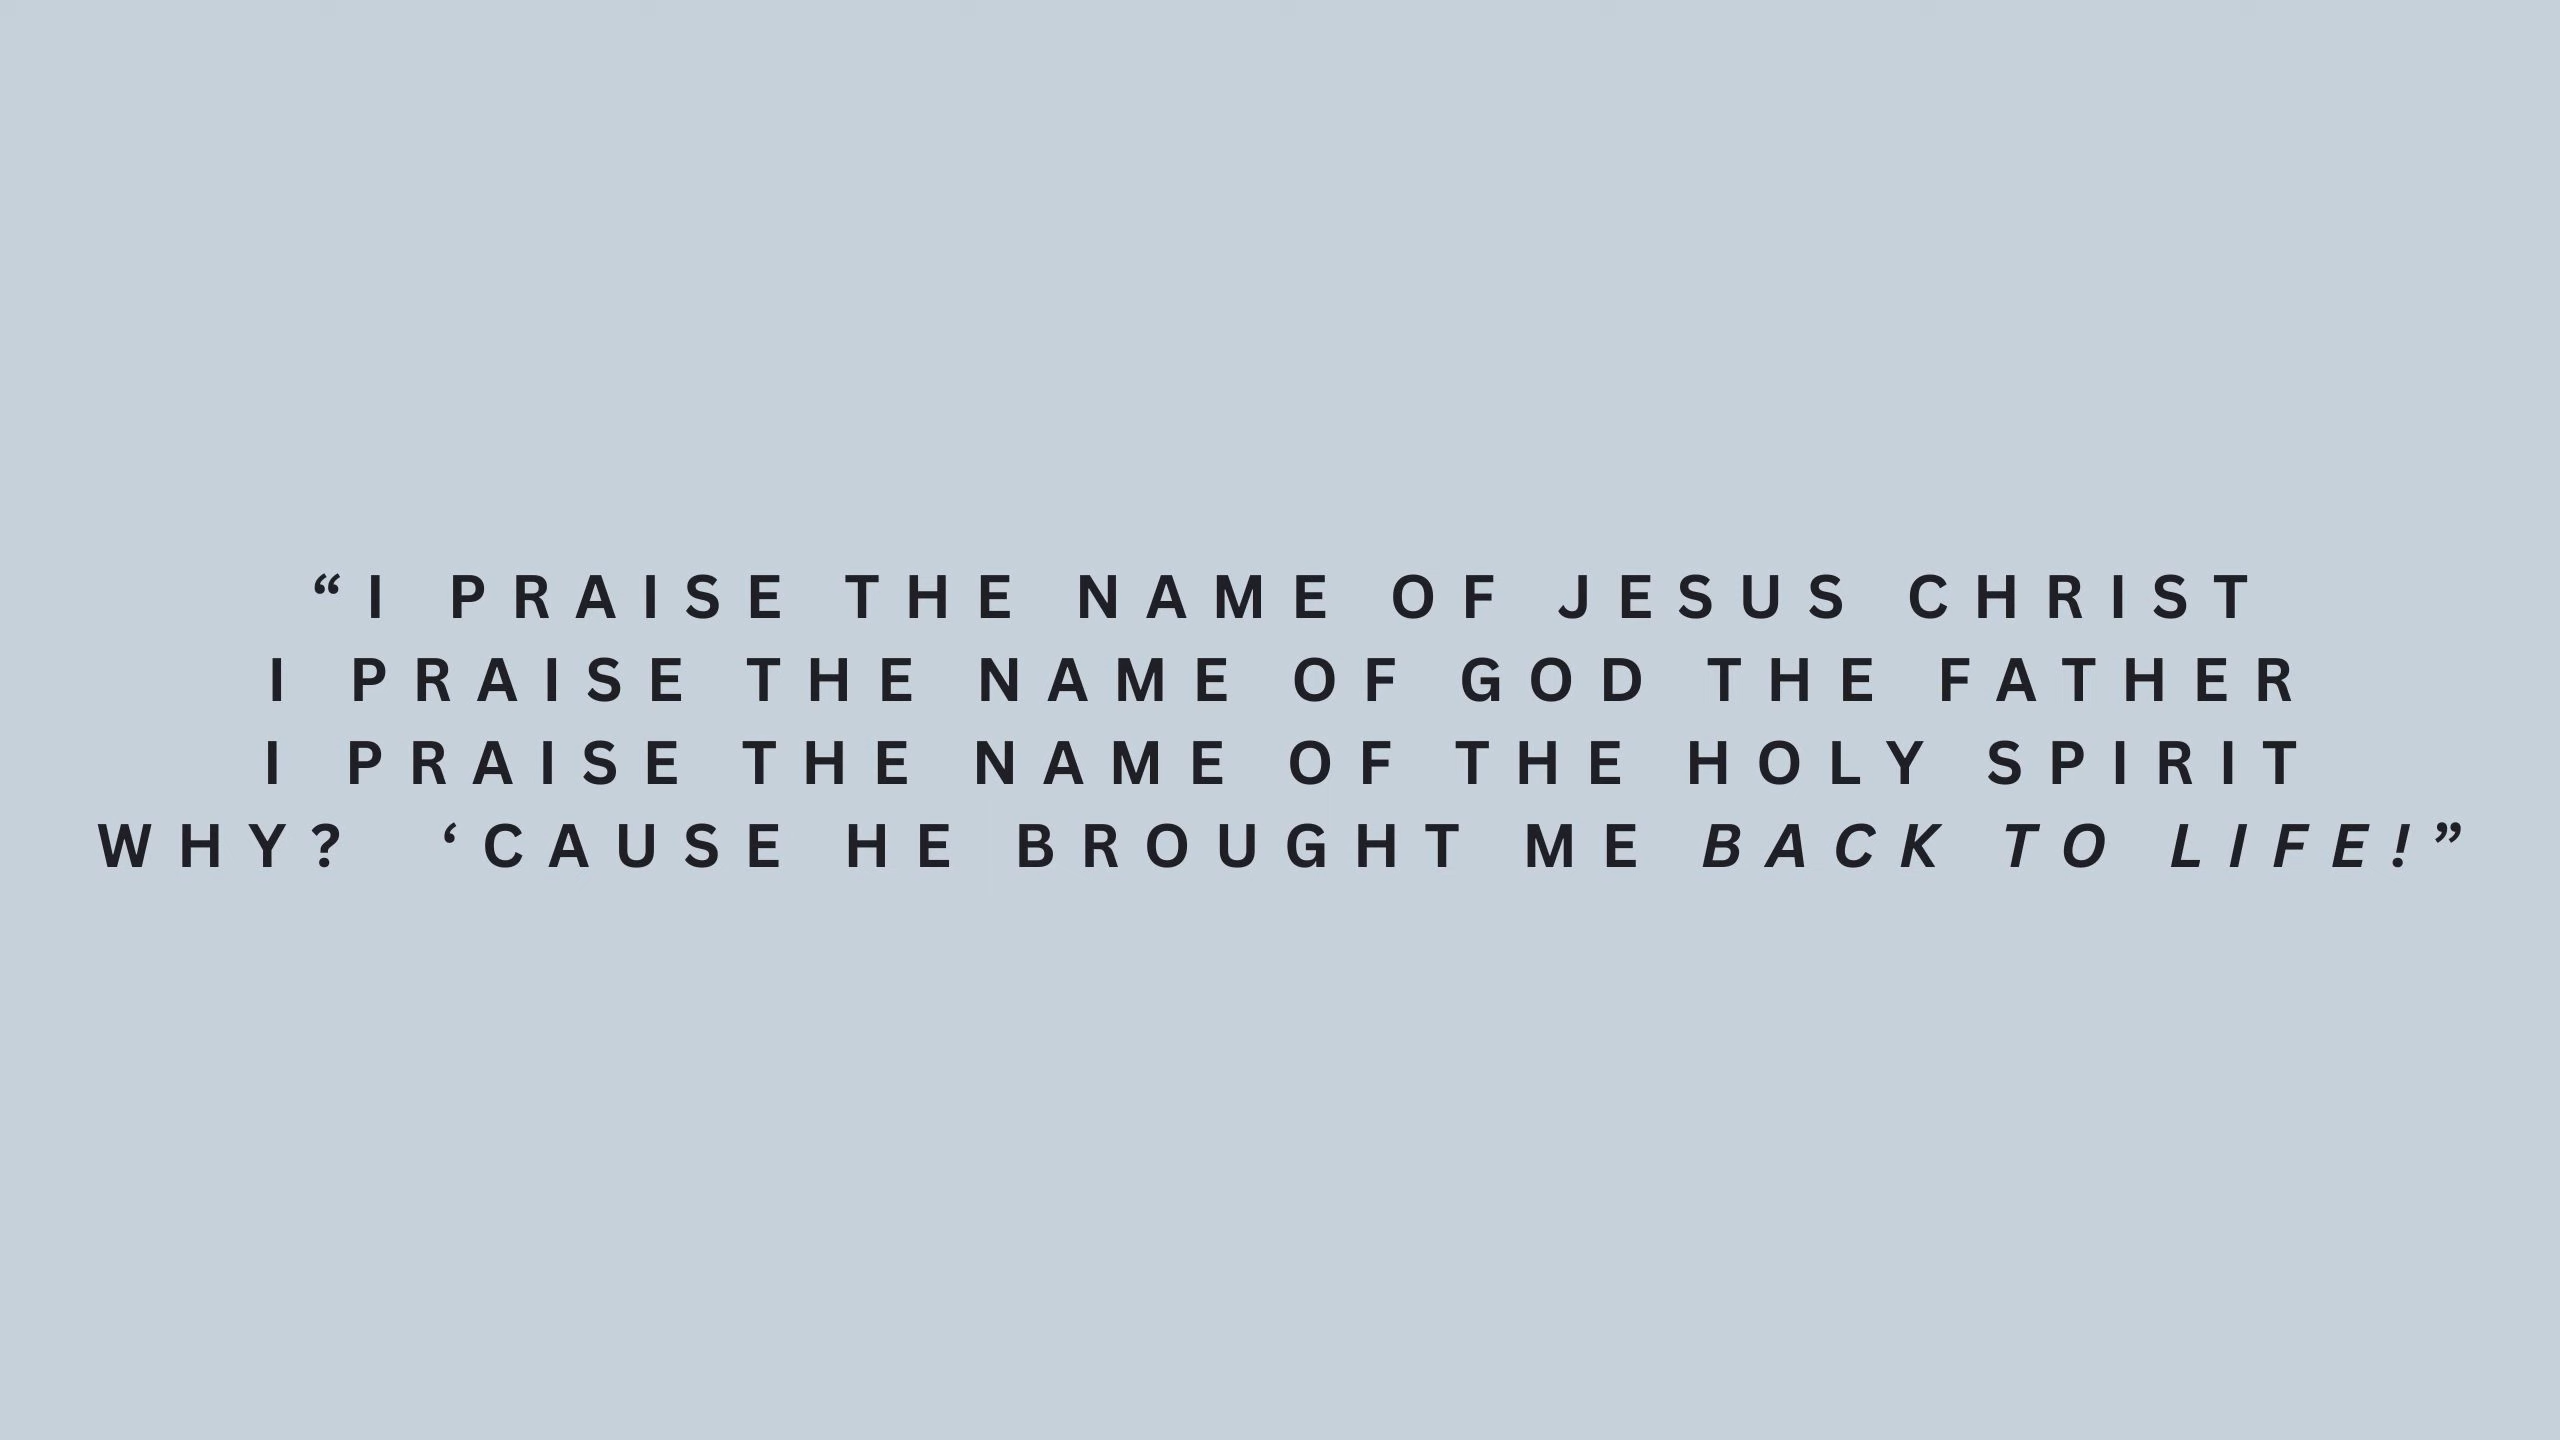 “I PRAISE THE NAME OF JESUS CHRIST
I PRAISE THE NAME OF GOD THE FATHER
I PRAISE THE NAME OF THE HOLY SPIRIT
WHY? ‘CAUSE HE BROUGHT ME BACK TO LIFE!”